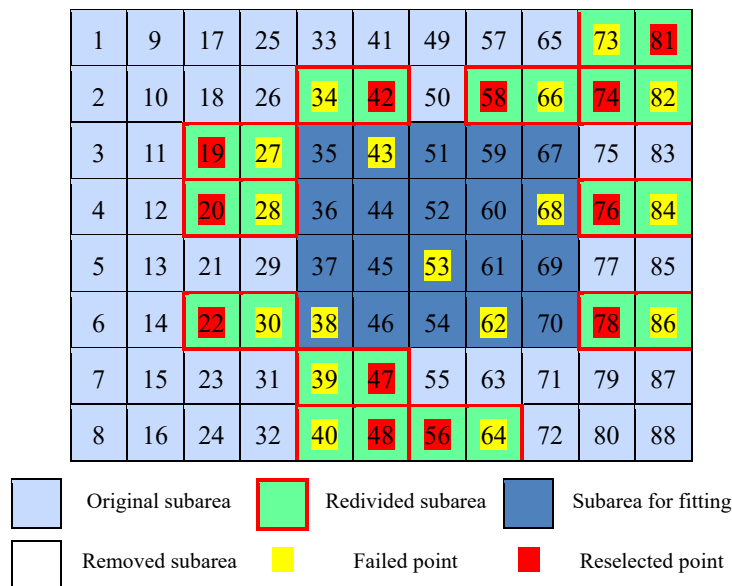 1 9 17 25 33 41 49 57 65 73 81
2 10 18 26 34 42 50 58 66 74 82
3 11 19 27 35 43 51 59 67 75 83
4 12 20 28 36 44 52 60 68 76 84
5 13 21 29 37 45 53 61 69 77 85
6 14 22 30 38 46 54 62 70 78 86
7 15 23 31 39 47 55 63 71 79 87
8 16 24 32 40 48 56 64 72 80 88
Original subarea Redivided subarea Subarea for fitting
Removed subarea Failed point Reselected point